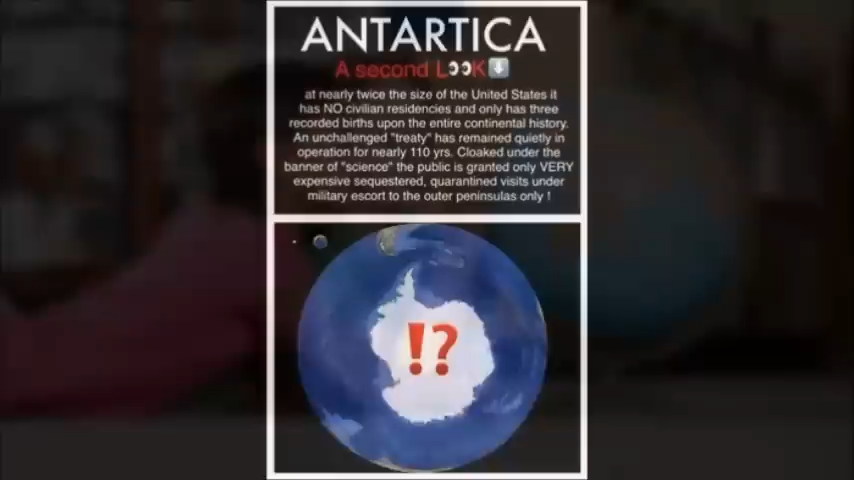 ANTARTICA
A second L👀K⬇️
at nearly twice the size of the United States it
has NO civilian residencies and only has three
recorded births upon the entire continental history.
An unchallenged "treaty" has remained quietly in
operation for nearly 110 yrs. Cloaked under the
banner of "science" the public is granted only VERY
expensive sequestered, quarantined visits under
military escort to the outer peninsulas only !
⁉️